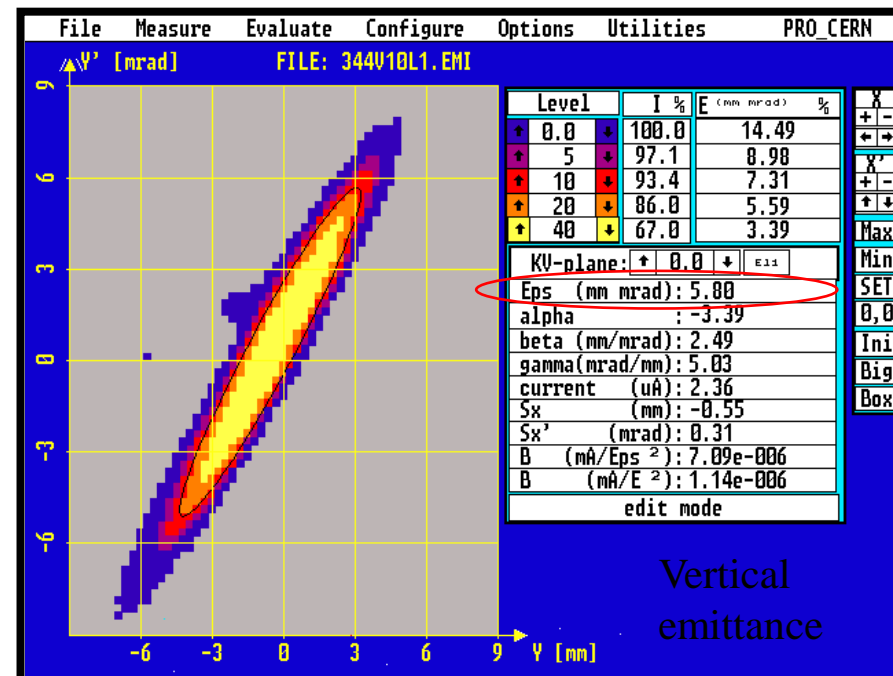 File Measure Evaluate Configure Options Utilities PRO_CERN
Y' [mrad] FILE: 344V10L1.EMI
9
6
3
0
-3
-6
-6 -3 0 3 6 9 Y [mm]
Level I % E (mm mrad) %
0.0 100.0 14.49
5 97.1 8.98
10 93.4 7.31
20 86.0 5.59
40 67.0 3.39
KV-plane: 0.0 Ell
Eps (mm mrad): 5.80
alpha : -3.39
beta (mm/mrad): 2.49
gamma(mrad/mm): 5.03
current (uA): 2.36
Sx (mm): -0.55
Sx' (mrad): 0.31
B (mA/Eps ²): 7.09e-006
B (mA/E ²): 1.14e-006
edit mode
X
+ -
X'
+ -
Max
Min
SET
0,0
Ini
Big
Box
Vertical
emittance